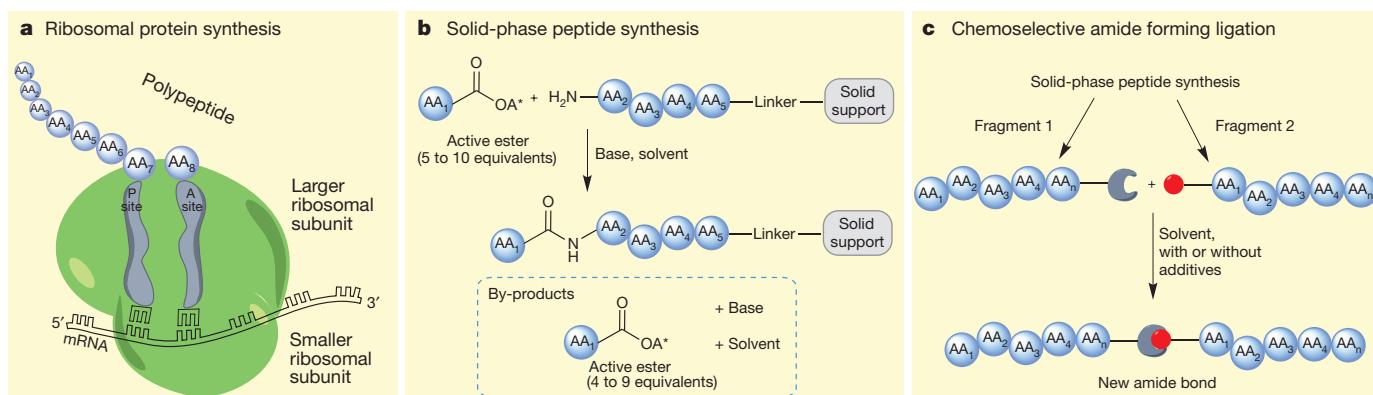 a Ribosomal protein synthesis
AA1
AA2
AA3
AA4
AA5
AA6
AA7
AA8
Polypeptide
P
site
A
site
Larger
ribosomal
subunit
5′
mRNA
3′
Smaller
ribosomal
subunit
b Solid-phase peptide synthesis
AA1
O
OA* + H2N
AA2
AA3
AA4
AA5
Linker
Solid
support
Active ester
(5 to 10 equivalents)
Base, solvent
AA1
O
N
H
AA2
AA3
AA4
AA5
Linker
Solid
support
By-products
AA1
O
OA*
+ Base
+ Solvent
Active ester
(4 to 9 equivalents)
c Chemoselective amide forming ligation
Solid-phase peptide synthesis
Fragment 1
Fragment 2
AA1
AA2
AA3
AA4
AAn
+
AA1
AA2
AA3
AA4
AAn
Solvent,
with or without
additives
AA1
AA2
AA3
AA4
AAn
AA1
AA2
AA3
AA4
AAn
New amide bond